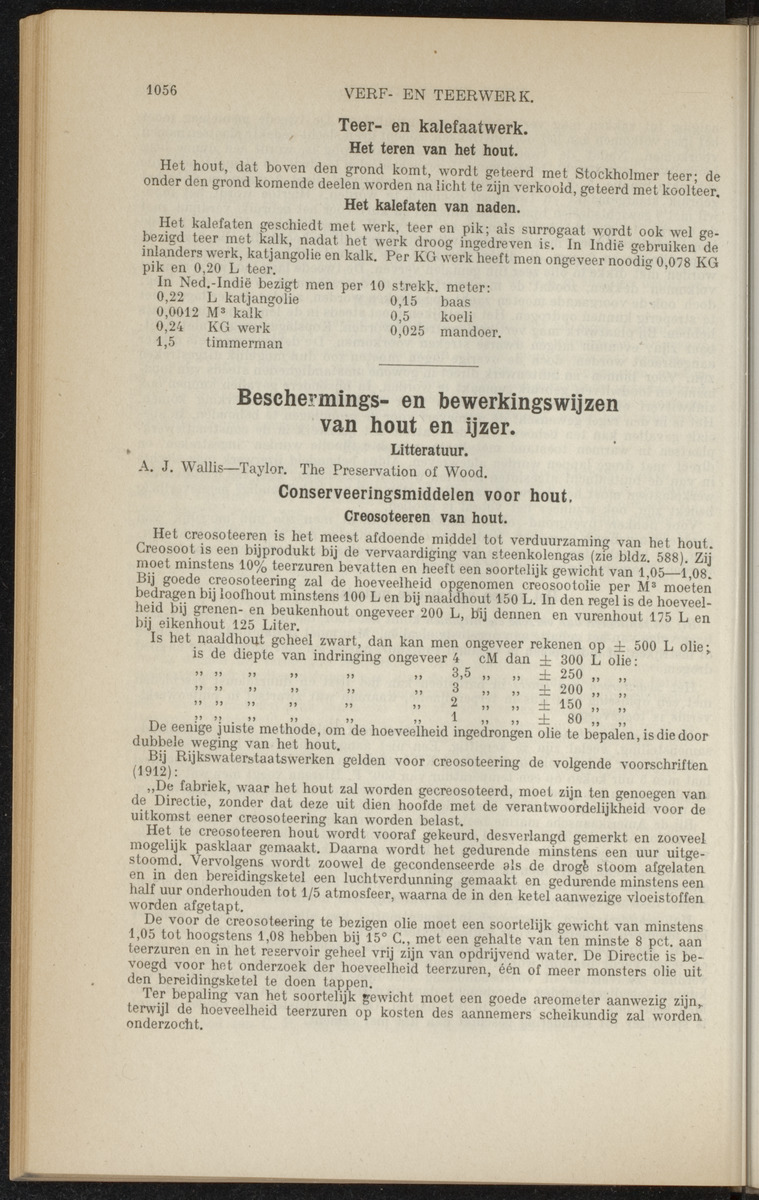 1056
VERF- EN TEERWERK.
Teer- en kalefaatwerk.
Het teren van het hout.
Het hout, dat boven den grond komt, wordt geteerd met Stockholmer teer; de
onder den grond komende deelen worden na licht te zijn verkoold, geteerd met koolteer.
Het kalefaten van naden.
Het kalefaten geschiedt met werk, teer en pik; als surrogaat wordt ook wel ge-
bezigd teer met kalk, nadat het werk droog ingedreven is. In Indië gebruiken de
inlanders werk, katjangolie en kalk. Per KG werk heeft men ongeveer noodig 0,078 KG
pik en 0,20 L teer.
In Ned.-Indië bezigt men per 10 strekk. meter:
0,22 L katjangolie 0,15 baas
0,0012 M³ kalk 0,5 koeli
0,24 KG werk 0,025 mandoer.
1,5 timmerman
Beschermings- en bewerkingswijzen
van hout en ijzer.
Litteratuur.
A. J. Wallis—Taylor. The Preservation of Wood.
Conserveeringsmiddelen voor hout.
Creosoteeren van hout.
Het creosoteeren is het meest afdoende middel tot verduurzaming van het hout.
Creosoot is een bijprodukt bij de vervaardiging van steenkolengas (zie bldz. 588). Zij
moet minstens 10% teerzuren bevatten en heeft een soortelijk gewicht van 1,05—1,08.
Bij goede creosoteering zal de hoeveelheid opgenomen creosootolie per M³ moeten
bedragen bij loofhout minstens 100 L en bij naaldhout 150 L. In den regel is de hoeveel-
heid bij grenen- en beukenhout ongeveer 200 L, bij dennen en vurenhout 175 L en
bij eikenhout 125 Liter.
Is het naaldhout geheel zwart, dan kan men ongeveer rekenen op ± 500 L olie;
is de diepte van indringing ongeveer 4 cM dan ± 300 L olie:
„ „ „ „ „ „ 3,5 „ „ ± 250 „ „
„ „ „ „ „ „ 3 „ „ ± 200 „ „
„ „ „ „ „ „ 2 „ „ ± 150 „ „
„ „ „ „ „ „ 1 „ „ ± 80 „ „
De eenige juiste methode, om de hoeveelheid ingedrongen olie te bepalen, is die door
dubbele weging van het hout.
Bij Rijkswaterstaatswerken gelden voor creosoteering de volgende voorschriften
(1912):
„De fabriek, waar het hout zal worden gecreosoteerd, moet zijn ten genoegen van
de Directie, zonder dat deze uit dien hoofde met de verantwoordelijkheid voor de
uitkomst eener creosoteering kan worden belast.
Het te creosoteeren hout wordt vooraf gekeurd, desverlangd gemerkt en zooveel
mogelijk pasklaar gemaakt. Daarna wordt het gedurende minstens een uur uitge-
stoomd. Vervolgens wordt zoowel de gecondenseerde als de droge stoom afgelaten
en in den bereidingsketel een luchtverdunning gemaakt en gedurende minstens een
half uur onderhouden tot 1/5 atmosfeer, waarna de in den ketel aanwezige vloeistoffen
worden afgetapt.
De voor de creosoteering te bezigen olie moet een soortelijk gewicht van minstens
1,05 tot hoogstens 1,08 hebben bij 15° C., met een gehalte van ten minste 8 pct. aan
teerzuren en in het reservoir geheel vrij zijn van opdrijvend water. De Directie is be-
voegd voor het onderzoek der hoeveelheid teerzuren, één of meer monsters olie uit
den bereidingsketel te doen tappen.
Ter bepaling van het soortelijk gewicht moet een goede areometer aanwezig zijn,
terwijl de hoeveelheid teerzuren op kosten des aannemers scheikundig zal worden
onderzocht.